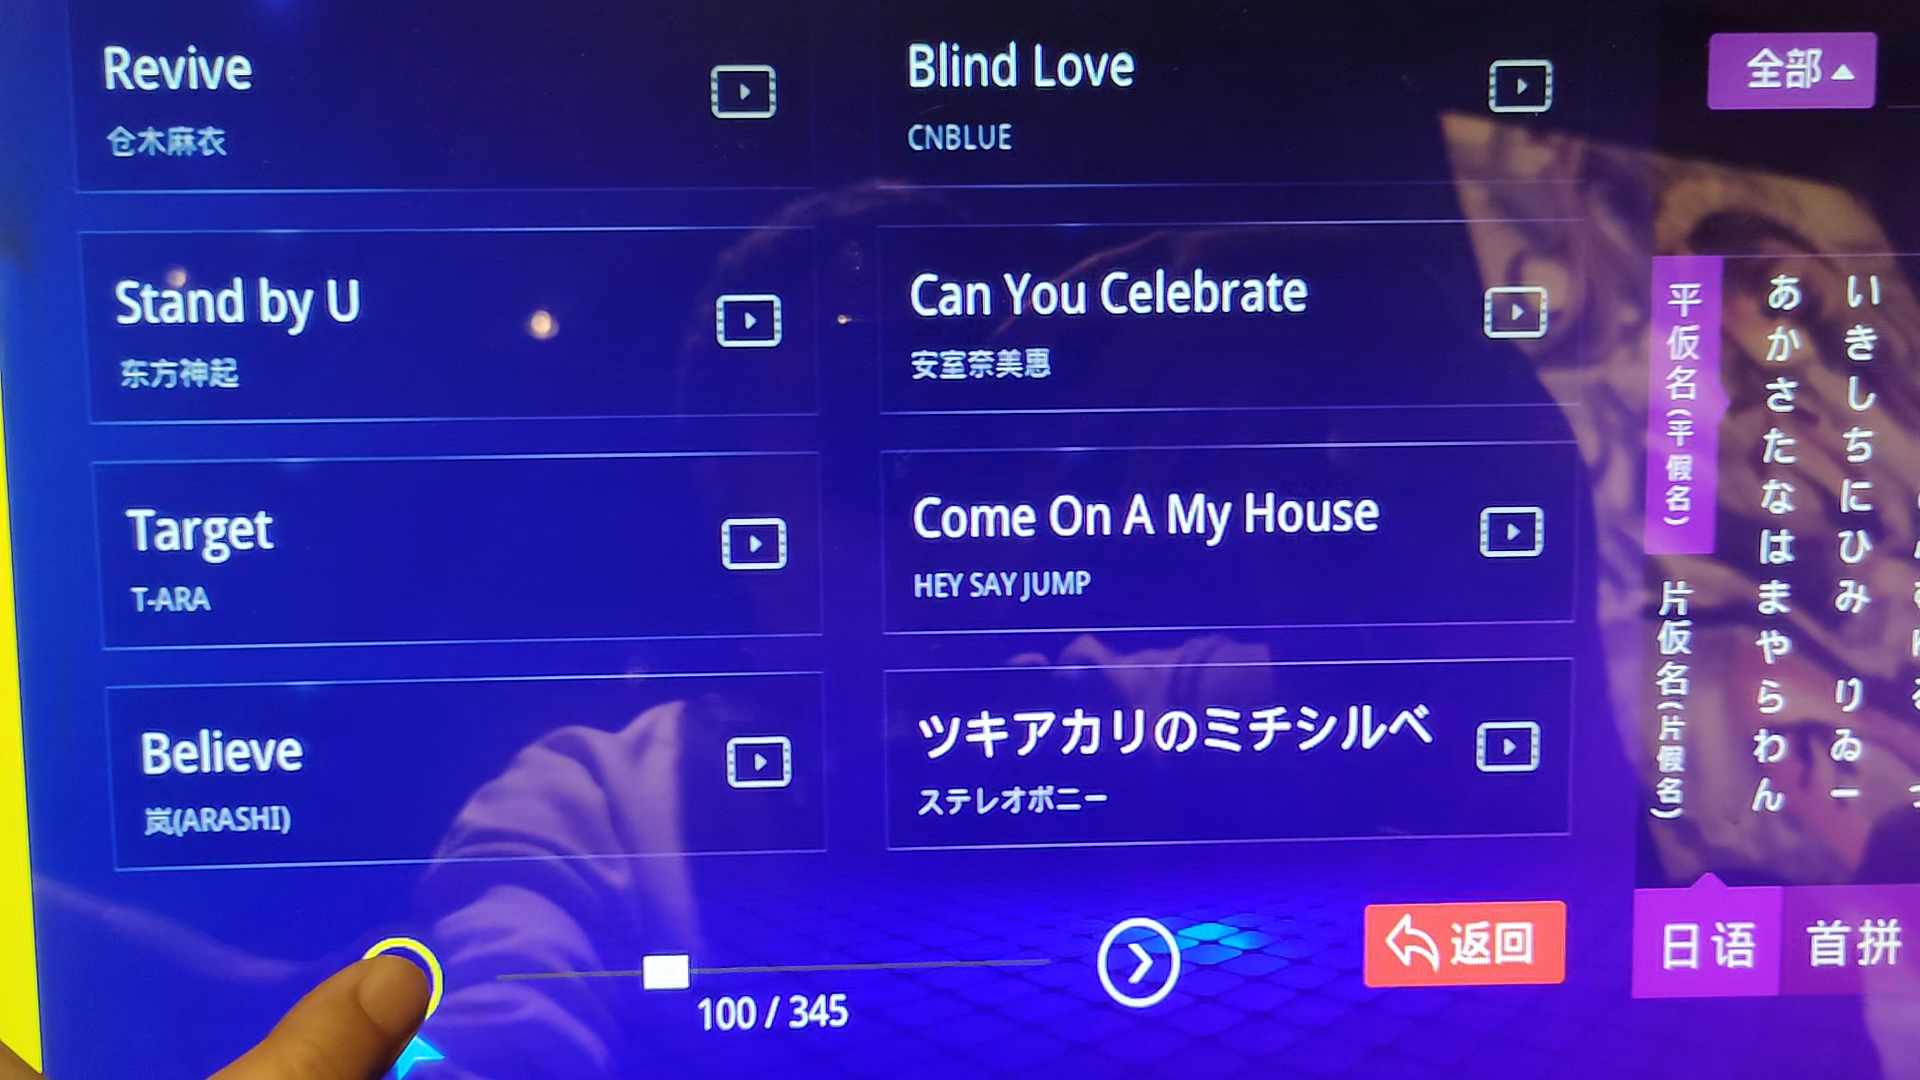 Revive
仓木麻衣
Blind Love
CNBLUE
Stand by U
东方神起
Can You Celebrate
安室奈美惠
Target
T-ARA
Come On A My House
HEY SAY JUMP
Believe
岚(ARASHI)
ツキアカリのミチシルベ
ステレオポニー
100 / 345
返回
全部
平仮名(平假名)
片仮名(片假名)
あ い
か き
さ し
た ち
な に
は ひ
ま み
や
ら り
わ ゐ
ん ー
日语
首拼